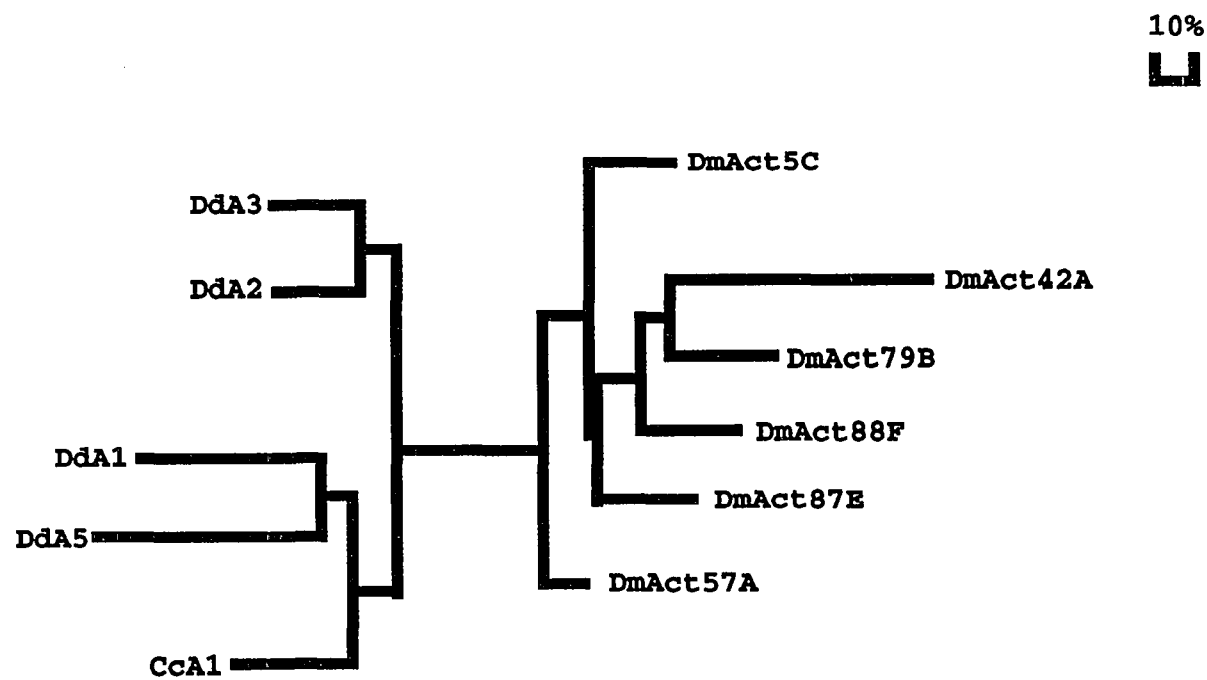 10%
DmAct5C
DdA3
DmAct42A
DdA2
DmAct79B
DmAct88F
DdA1
DmAct87E
DdA5
DmAct57A
CcA1